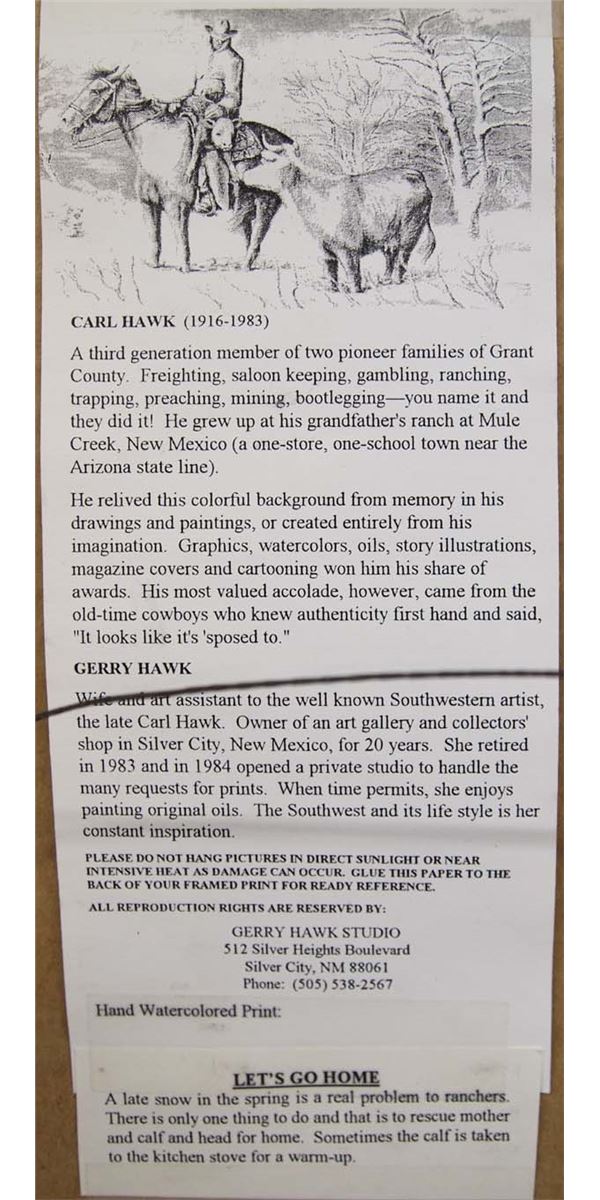 CARL HAWK (1916-1983)
A third generation member of two pioneer families of Grant
County. Freighting, saloon keeping, gambling, ranching,
trapping, preaching, mining, bootlegging—you name it and
they did it! He grew up at his grandfather's ranch at Mule
Creek, New Mexico (a one-store, one-school town near the
Arizona state line).
He relived this colorful background from memory in his
drawings and paintings, or created entirely from his
imagination. Graphics, watercolors, oils, story illustrations,
magazine covers and cartooning won him his share of
awards. His most valued accolade, however, came from the
old-time cowboys who knew authenticity first hand and said,
"It looks like it's 'sposed to."
GERRY HAWK
Wife and art assistant to the well known Southwestern artist,
the late Carl Hawk. Owner of an art gallery and collectors'
shop in Silver City, New Mexico, for 20 years. She retired
in 1983 and in 1984 opened a private studio to handle the
many requests for prints. When time permits, she enjoys
painting original oils. The Southwest and its life style is her
constant inspiration.
PLEASE DO NOT HANG PICTURES IN DIRECT SUNLIGHT OR NEAR
INTENSIVE HEAT AS DAMAGE CAN OCCUR. GLUE THIS PAPER TO THE
BACK OF YOUR FRAMED PRINT FOR READY REFERENCE.
ALL REPRODUCTION RIGHTS ARE RESERVED BY:
GERRY HAWK STUDIO
512 Silver Heights Boulevard
Silver City, NM 88061
Phone: (505) 538-2567
Hand Watercolored Print:
LET'S GO HOME
A late snow in the spring is a real problem to ranchers.
There is only one thing to do and that is to rescue mother
and calf and head for home. Sometimes the calf is taken
to the kitchen stove for a warm-up.